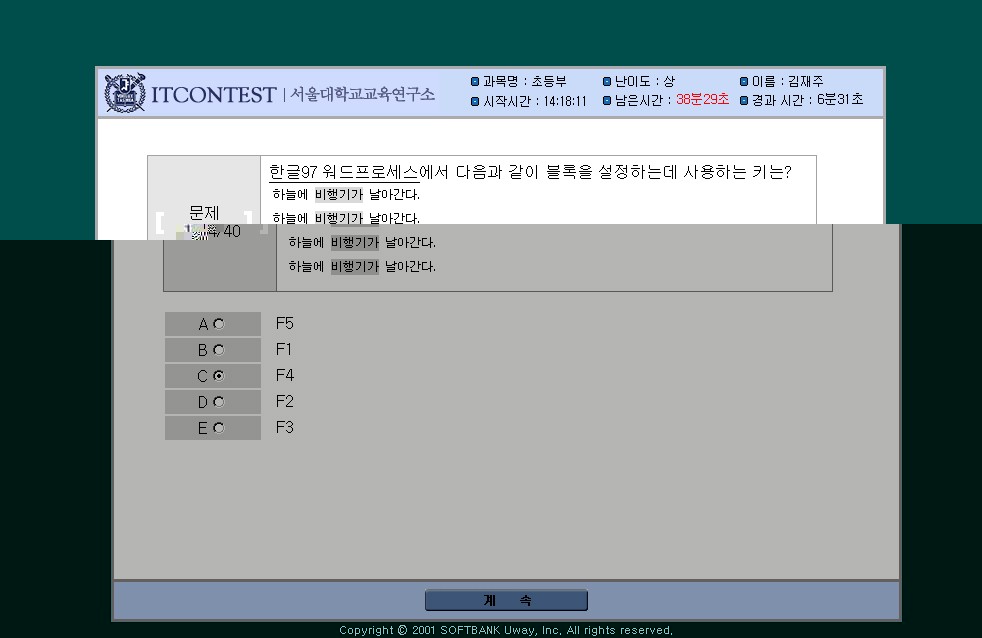 ITCONTEST | 서울대학교교육연구소
과목명 : 초등부 난이도 : 상 이름 : 김재주
시작시간 : 14:18:11 남은시간 : 38분29초 경과 시간 : 6분31초
한글97 워드프로세스에서 다음과 같이 블록을 설정하는데 사용하는 키는?
하늘에 비행기가 날아간다.
문제
하늘에 비행기가 날아간다.
4/40
하늘에 비행기가 날아간다.
하늘에 비행기가 날아간다.
A F5
B F1
C F4
D F2
E F3
계 속
Copyright © 2001 SOFTBANK Uway, Inc. All rights reserved.